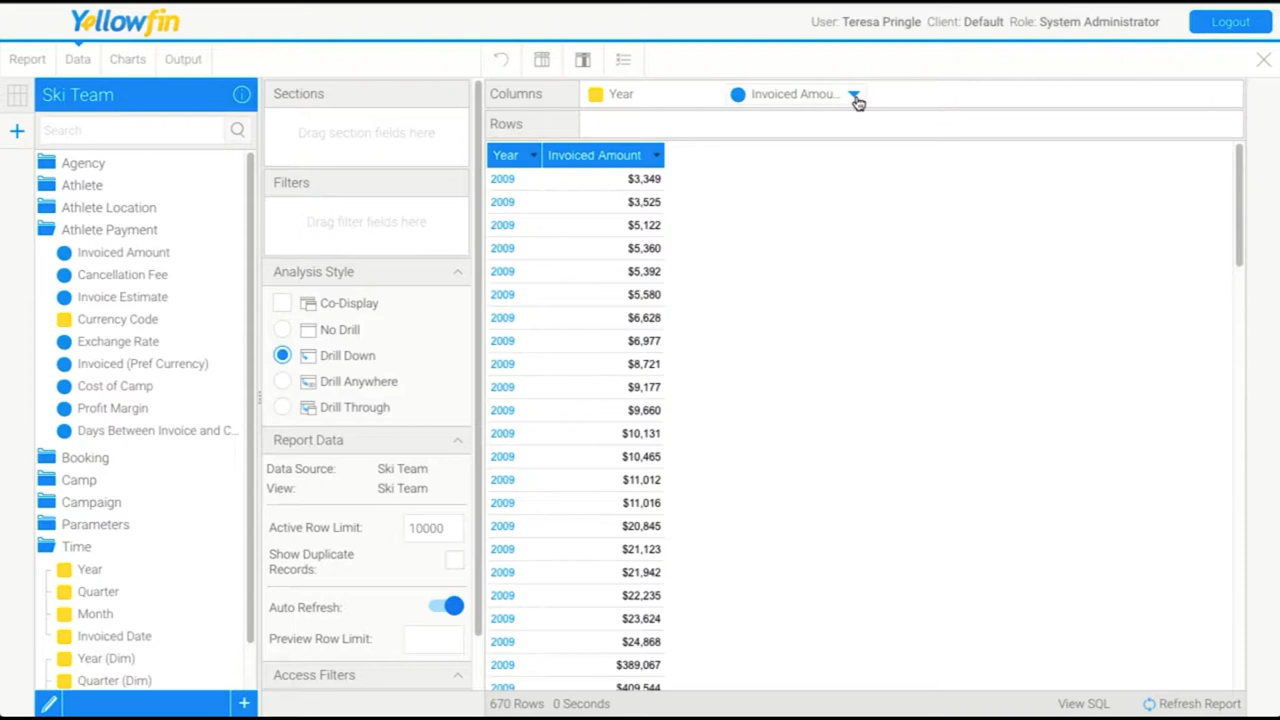 Yellowfin
User: Teresa Pringle Client: Default Role: System Administrator
Logout
Report Data Charts Output
Ski Team
Search
Agency
Athlete
Athlete Location
Athlete Payment
Invoiced Amount
Cancellation Fee
Invoice Estimate
Currency Code
Exchange Rate
Invoiced (Pref Currency)
Cost of Camp
Profit Margin
Days Between Invoice and C...
Booking
Camp
Campaign
Parameters
Time
Year
Quarter
Month
Invoiced Date
Year (Dim)
Quarter (Dim)
Sections
Drag section fields here
Filters
Drag filter fields here
Analysis Style
Co-Display
No Drill
Drill Down
Drill Anywhere
Drill Through
Report Data
Data Source: Ski Team
View: Ski Team
Active Row Limit: 10000
Show Duplicate
Records:
Auto Refresh:
Preview Row Limit:
Access Filters
Columns Year Invoiced Amou...
Rows
Year Invoiced Amount
2009 $3,349
2009 $3,525
2009 $5,122
2009 $5,360
2009 $5,392
2009 $5,580
2009 $6,628
2009 $6,977
2009 $8,721
2009 $9,177
2009 $9,660
2009 $10,131
2009 $10,465
2009 $11,012
2009 $11,016
2009 $20,845
2009 $21,123
2009 $21,942
2009 $22,235
2009 $23,624
2009 $24,868
2009 $389,067
2009 $409,544
670 Rows 0 Seconds
View SQL Refresh Report